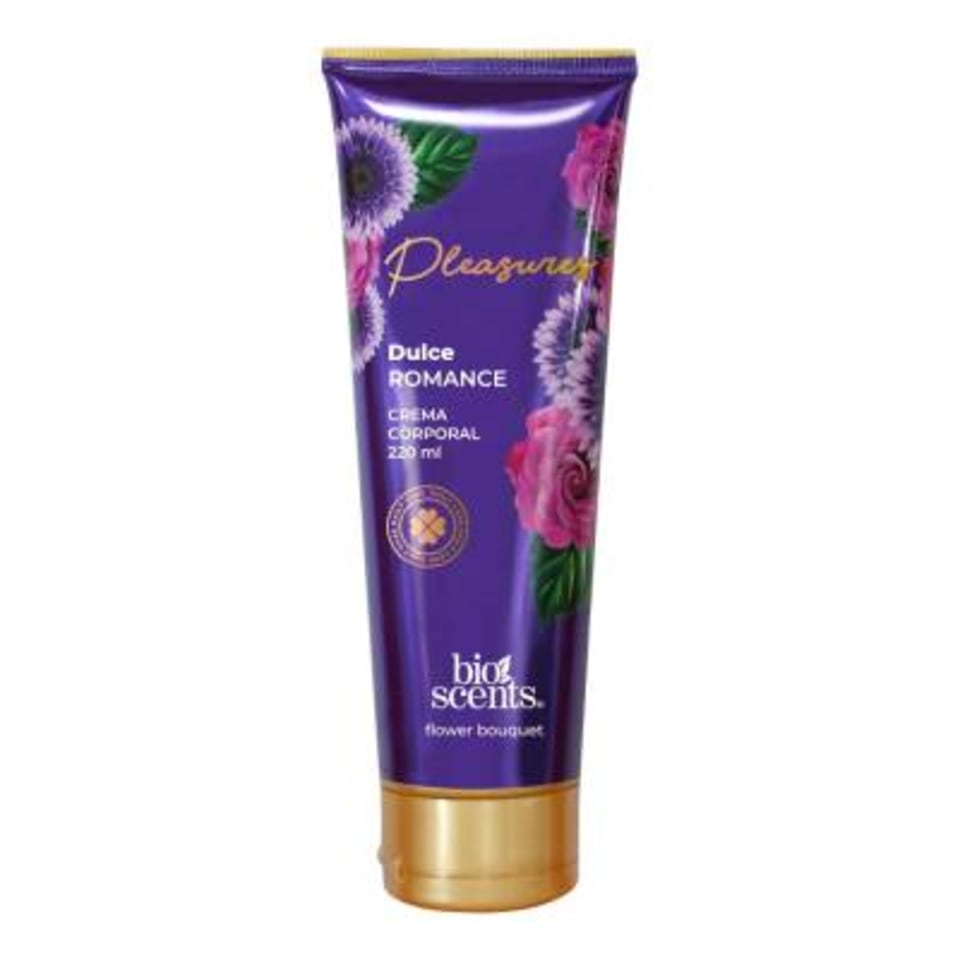 Pleasures
Dulce
ROMANCE
CREMA
CORPORAL
220 ml
bio
scents®
flower bouquet